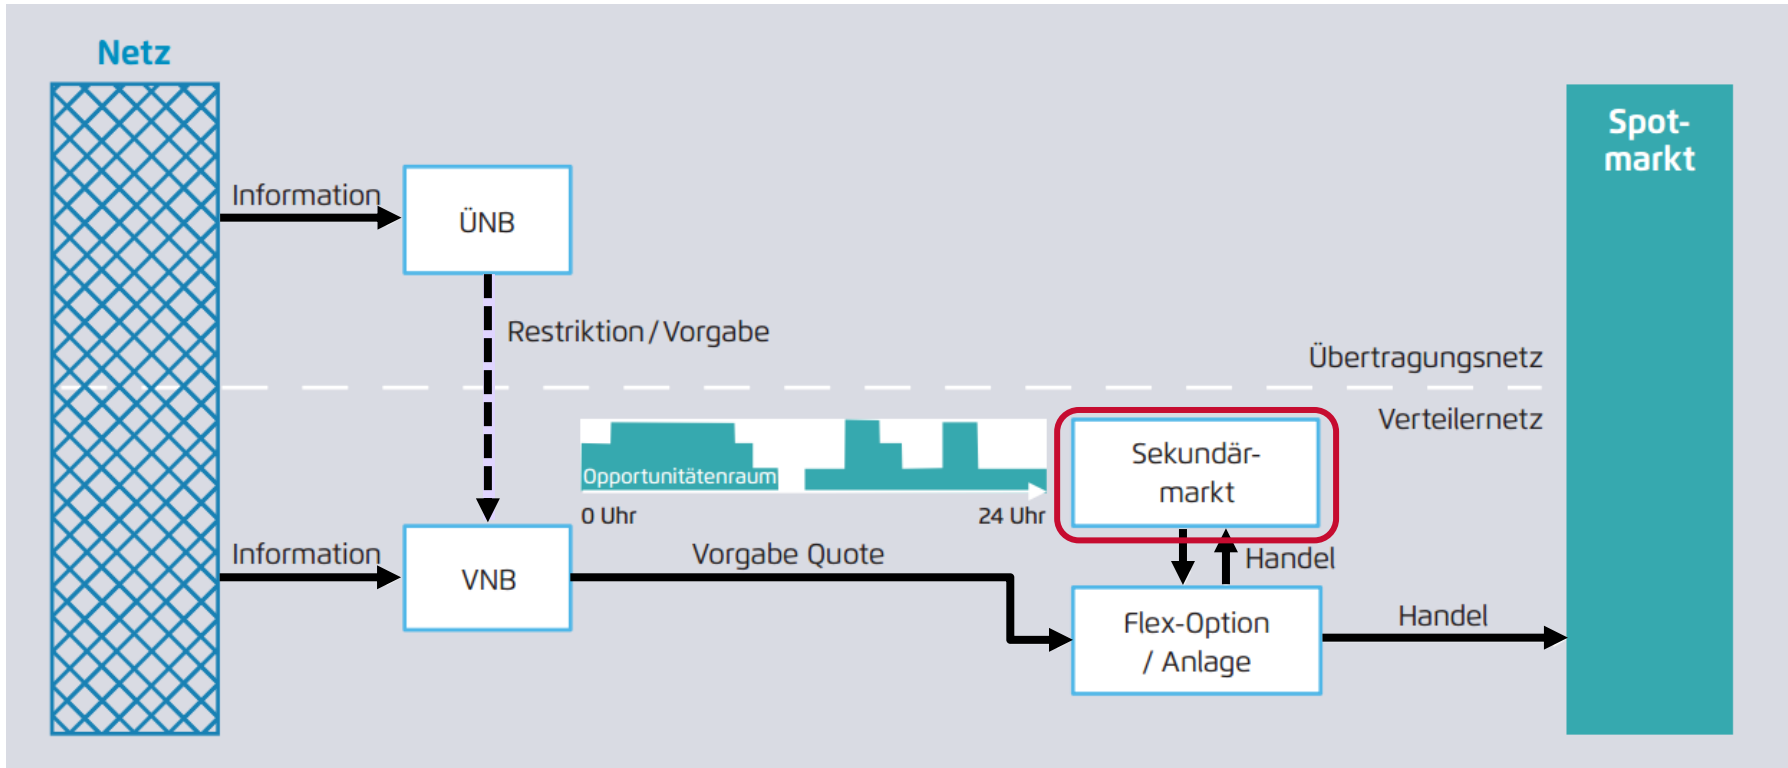 Netz
Spot-
markt
Information
ÜNB
Restriktion / Vorgabe
Übertragungsnetz
Verteilernetz
Opportunitätenraum
0 Uhr
24 Uhr
Sekundär-
markt
Information
VNB
Vorgabe Quote
Handel
Flex-Option
/ Anlage
Handel